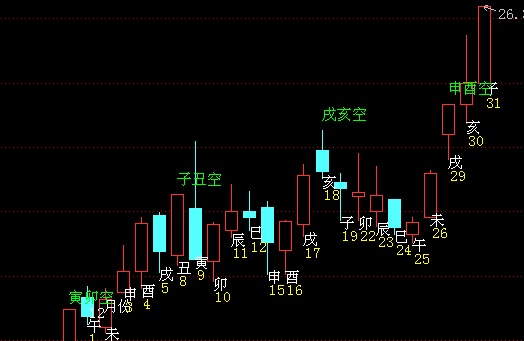 26.
申酉空
子
31
戌亥空
亥
30
戌
29
子丑空
亥
18
子
19
卯
22
辰
23
巳
24
午
25
未
26
戌
17
辰
11
巳
12
戌
5
丑
8
寅
9
卯
10
申
15
酉
16
寅卯空
12月份
申
3
酉
4
午
1
未